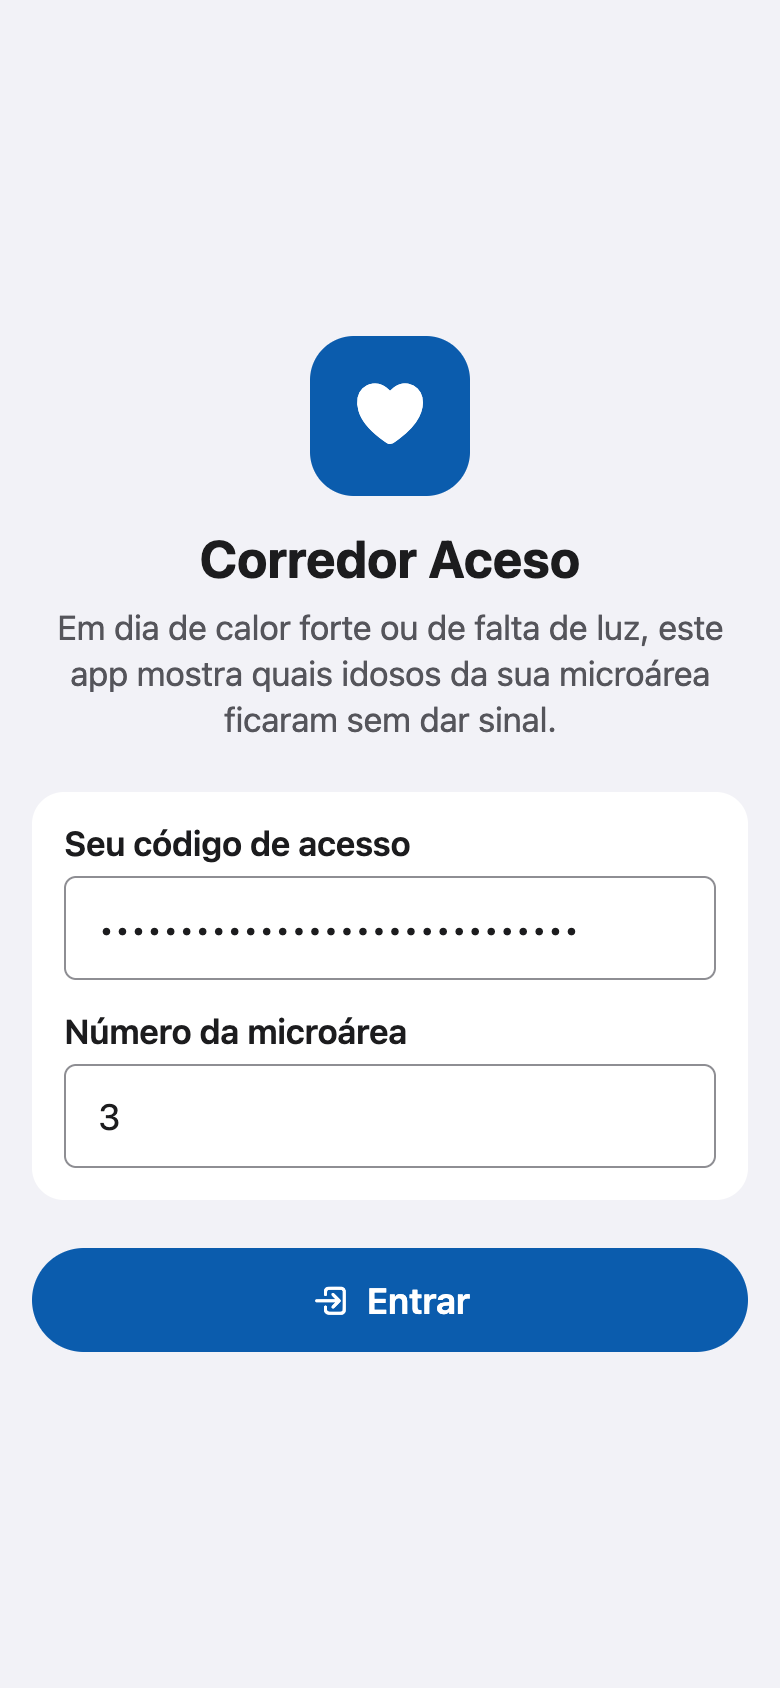 Corredor Aceso
Em dia de calor forte ou de falta de luz, este
app mostra quais idosos da sua microárea
ficaram sem dar sinal.
Seu código de acesso
••••••••••••••••••••••••••••••
Número da microárea
3
Entrar